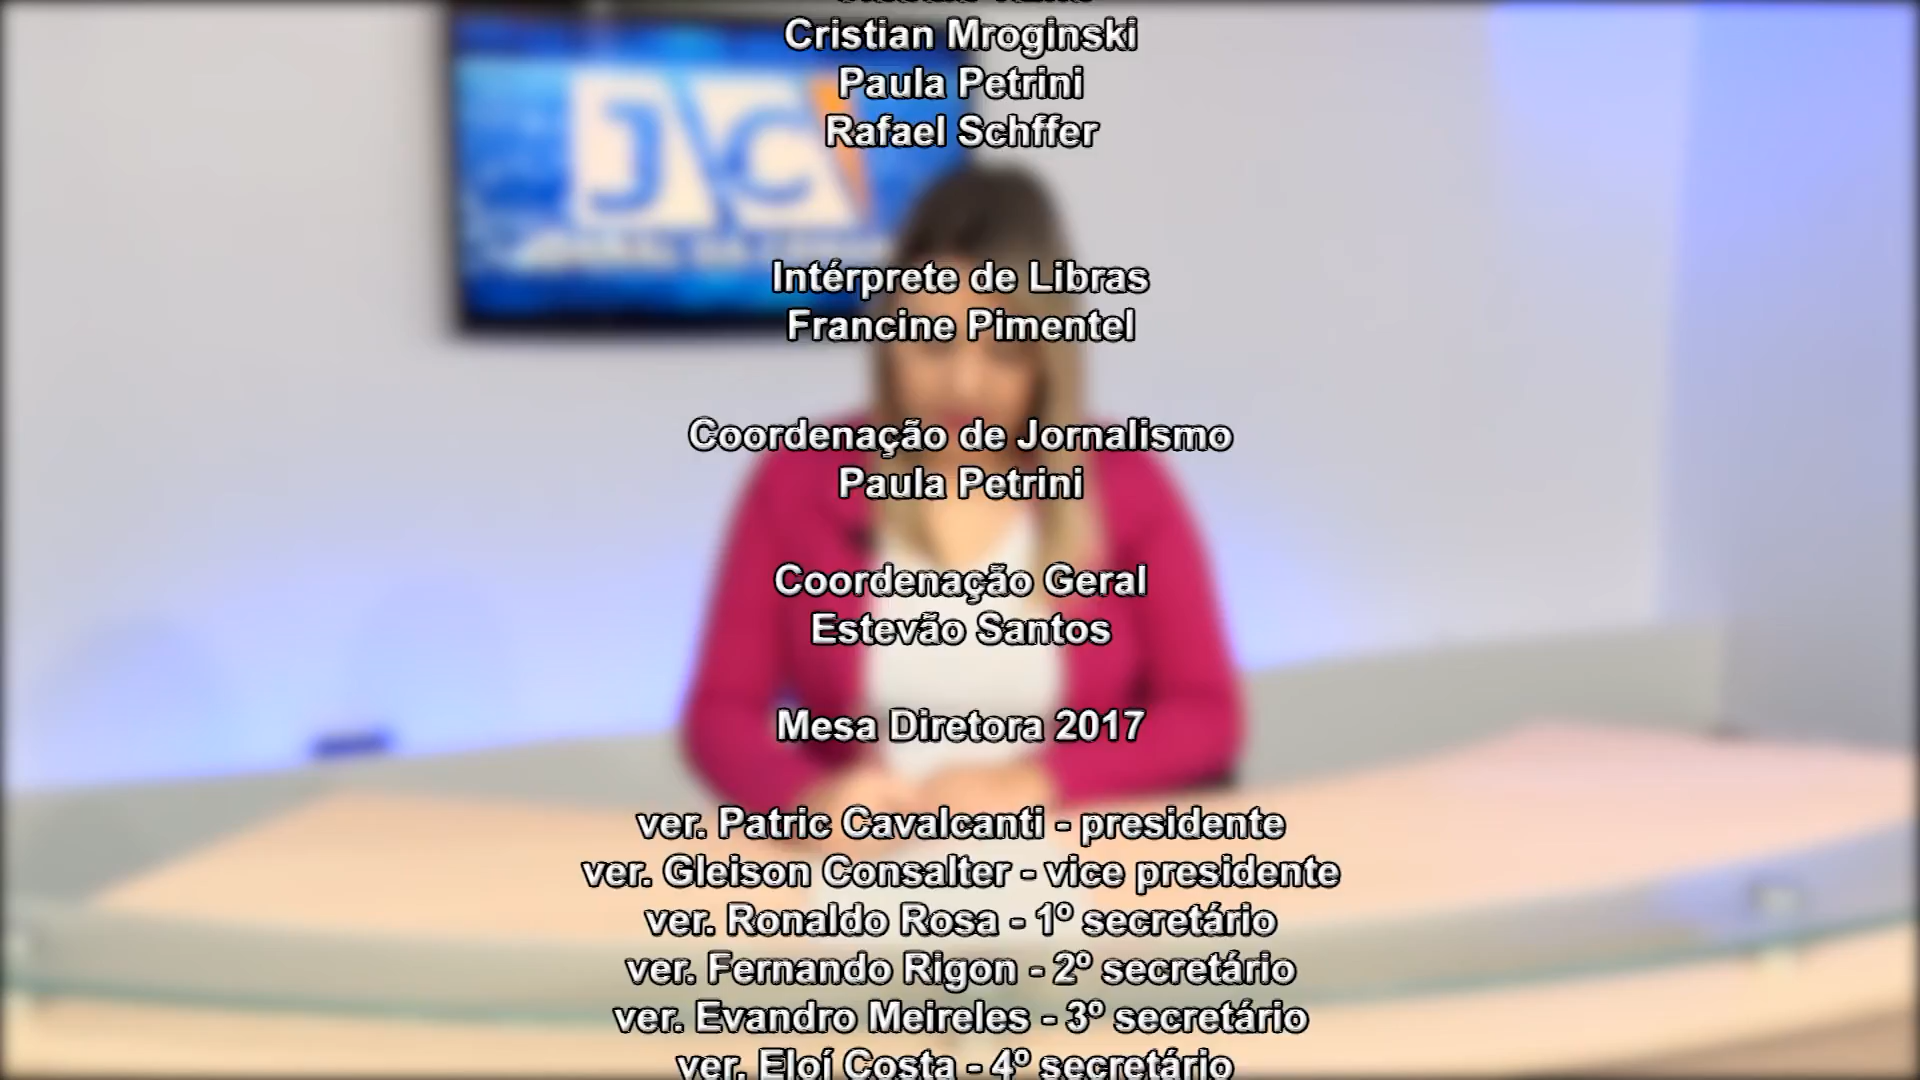 Cristian Mroginski
Paula Petrini
Rafael Schffer
JC
Intérprete de Libras
Francine Pimentel
Coordenação de Jornalismo
Paula Petrini
Coordenação Geral
Estevão Santos
Mesa Diretora 2017
ver. Patric Cavalcanti - presidente
ver. Gleison Consalter - vice presidente
ver. Ronaldo Rosa - 1º secretário
ver. Fernando Rigon - 2º secretário
ver. Evandro Meireles - 3º secretário
ver. Eloí Costa - 4º secretário